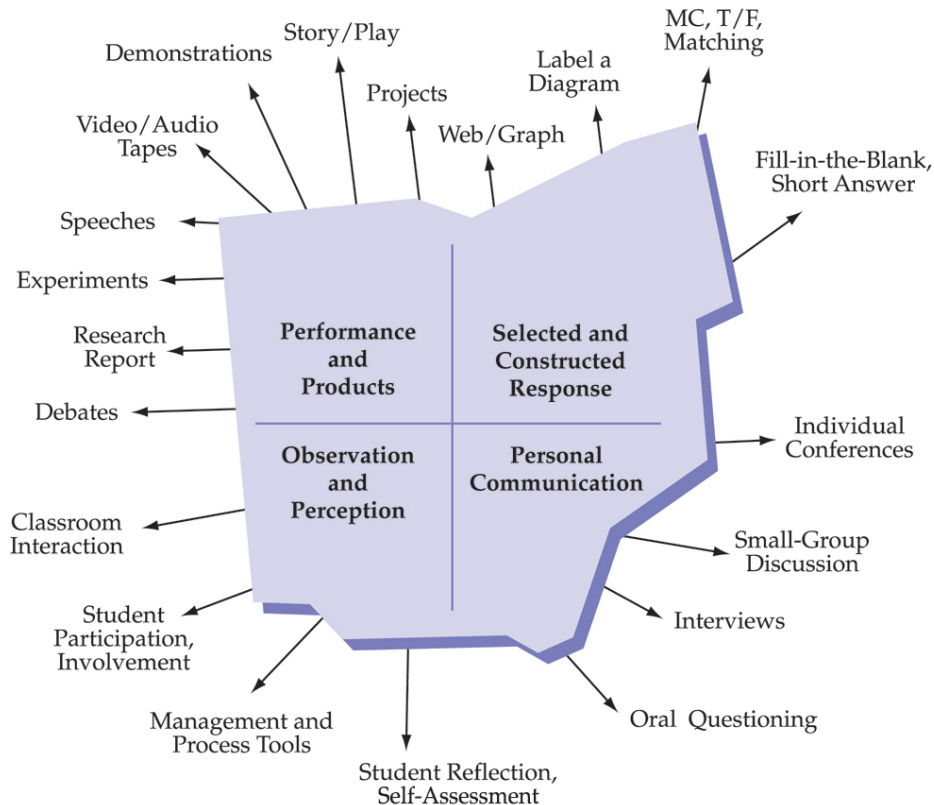 MC, T/F,
Matching
Story/Play
Demonstrations
Label a
Diagram
Projects
Web/Graph
Video/Audio
Tapes
Fill-in-the-Blank,
Short Answer
Speeches
Experiments
Research
Report
Debates
Performance
and
Products
Selected and
Constructed
Response
Observation
and
Perception
Personal
Communication
Individual
Conferences
Classroom
Interaction
Small-Group
Discussion
Student
Participation,
Involvement
Interviews
Management and
Process Tools
Oral Questioning
Student Reflection,
Self-Assessment